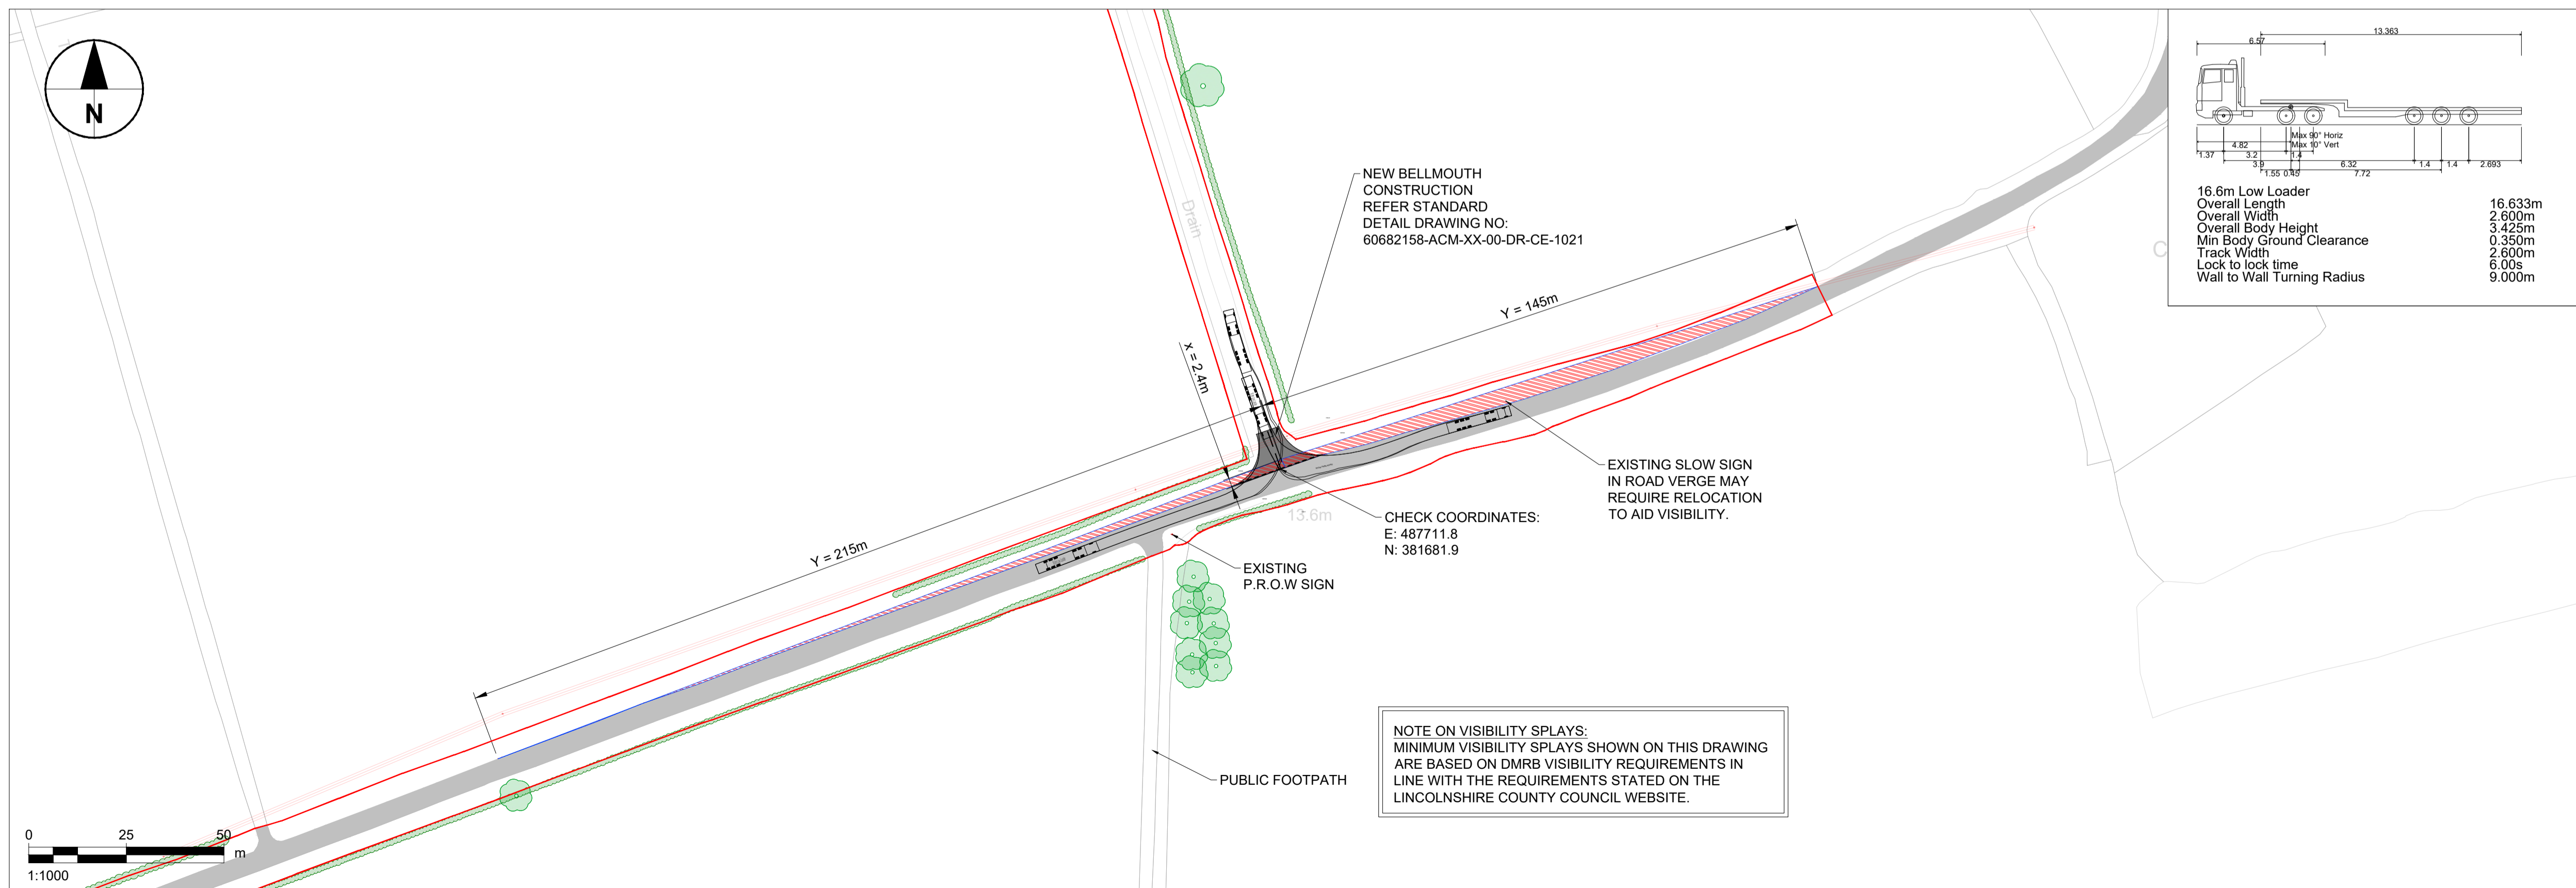 N
Drain
NEW BELLMOUTH
CONSTRUCTION
REFER STANDARD
DETAIL DRAWING NO:
60682158-ACM-XX-00-DR-CE-1021
Y = 145m
x = 2.4m
Y = 215m
EXISTING SLOW SIGN
IN ROAD VERGE MAY
REQUIRE RELOCATION
TO AID VISIBILITY.
13.6m
CHECK COORDINATES:
E: 487711.8
N: 381681.9
EXISTING
P.R.O.W SIGN
PUBLIC FOOTPATH
NOTE ON VISIBILITY SPLAYS:
MINIMUM VISIBILITY SPLAYS SHOWN ON THIS DRAWING
ARE BASED ON DMRB VISIBILITY REQUIREMENTS IN
LINE WITH THE REQUIREMENTS STATED ON THE
LINCOLNSHIRE COUNTY COUNCIL WEBSITE.
0 25 50
m
1:1000
C
13.363
6.57
Max 90° Horiz
Max 10° Vert
4.82
1.37 3.2 1.4
3.9 6.32 1.4 1.4 2.693
1.55 0.45 7.72
16.6m Low Loader
Overall Length 16.633m
Overall Width 2.600m
Overall Body Height 3.425m
Min Body Ground Clearance 0.350m
Track Width 2.600m
Lock to lock time 6.00s
Wall to Wall Turning Radius 9.000m